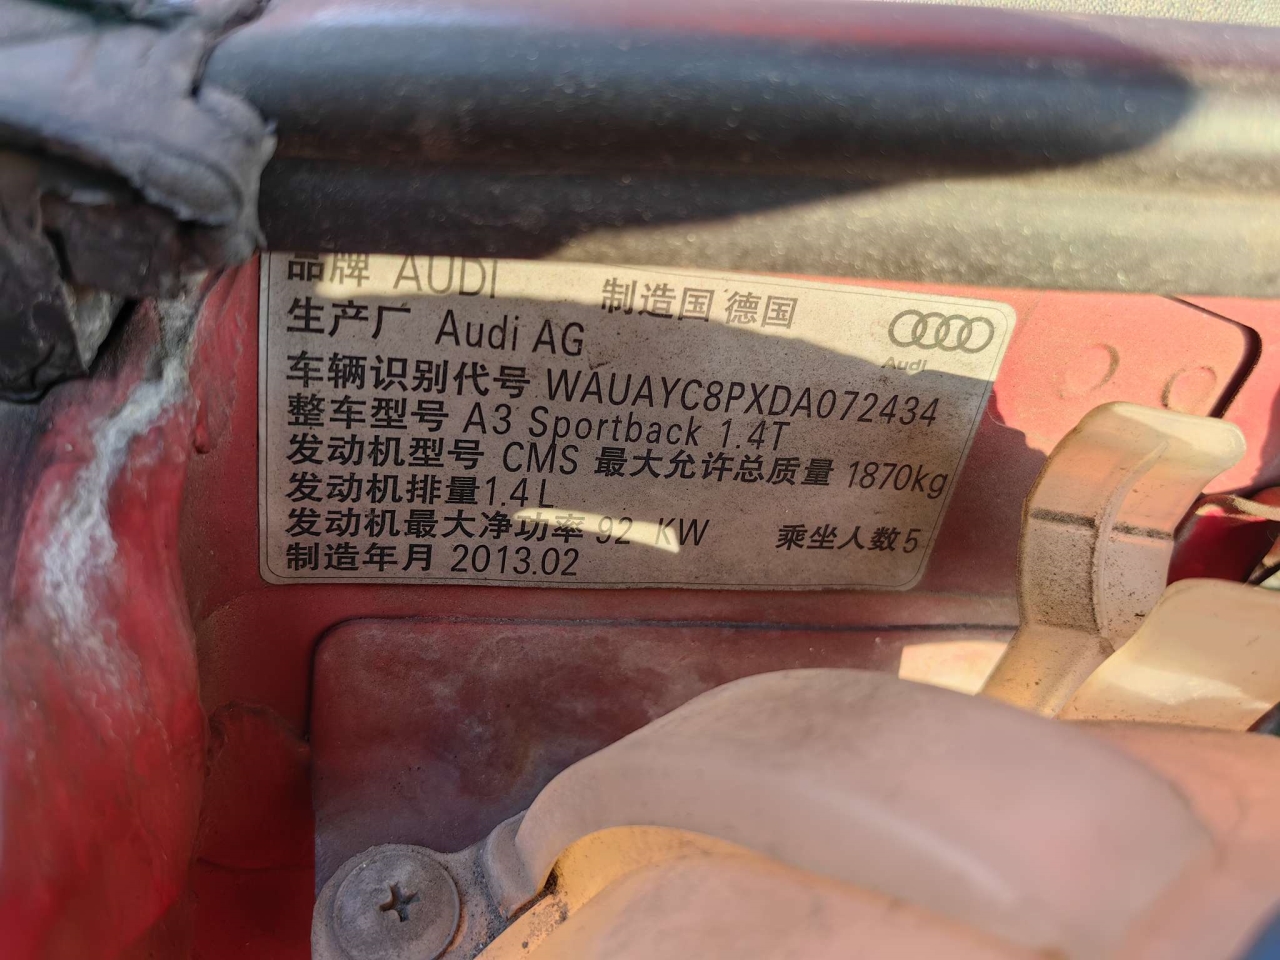 品牌 AUDI 制造国 德国
生产厂 Audi AG
Audi
车辆识别代号 WAUAYC8PXDA072434
整车型号 A3 Sportback 1.4T
发动机型号 CMS 最大允许总质量 1870kg
发动机排量1.4L
发动机最大净功率 92 KW 乘坐人数5
制造年月 2013.02